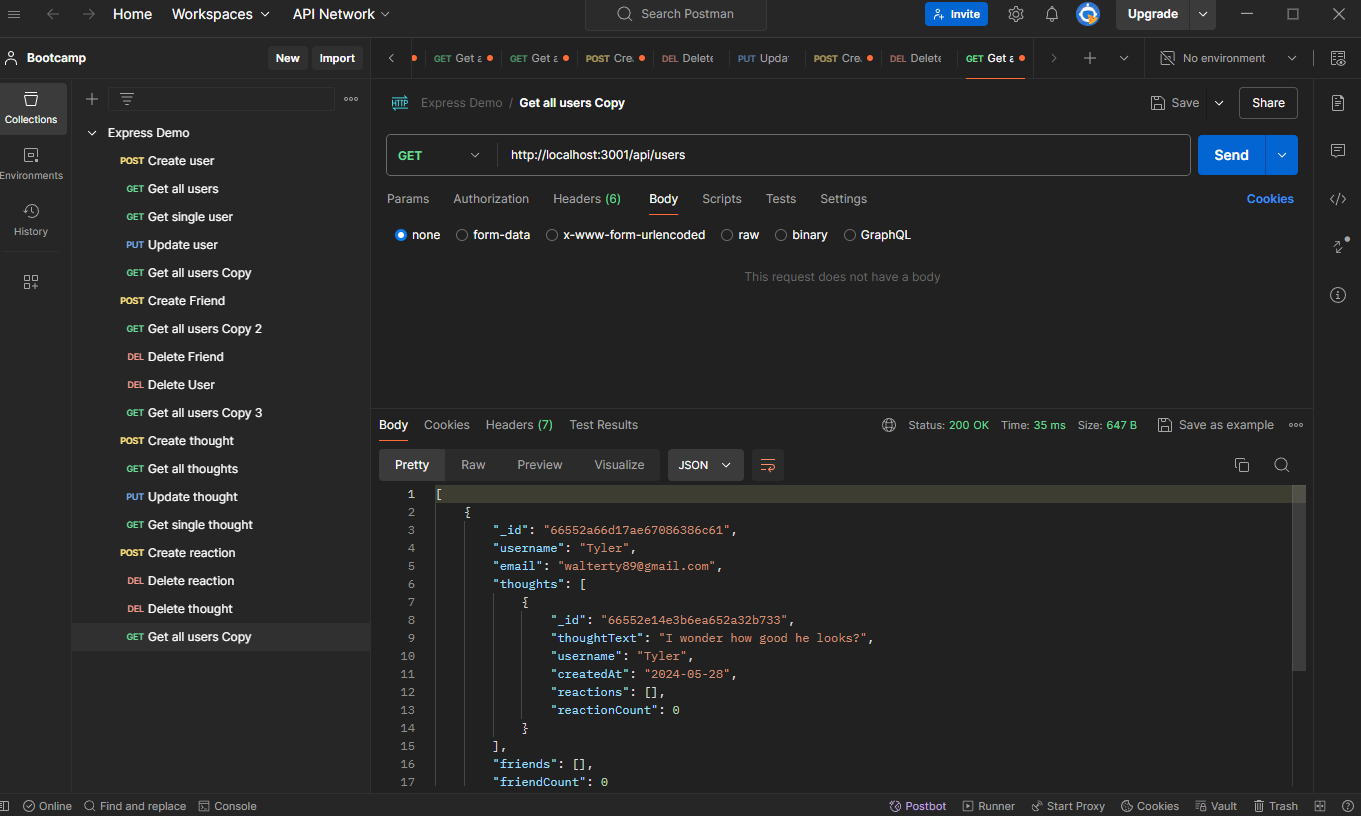 Home Workspaces API Network Search Postman Invite Upgrade
Bootcamp New Import GET Get a GET Get a POST Cre DEL Delete PUT Upda POST Cre DEL Delete GET Get a No environment
Collections
Environments
History
Express Demo
POST Create user
GET Get all users
GET Get single user
PUT Update user
GET Get all users Copy
POST Create Friend
GET Get all users Copy 2
DEL Delete Friend
DEL Delete User
GET Get all users Copy 3
POST Create thought
GET Get all thoughts
PUT Update thought
GET Get single thought
POST Create reaction
DEL Delete reaction
DEL Delete thought
GET Get all users Copy
HTTP Express Demo / Get all users Copy Save Share
GET http://localhost:3001/api/users Send
Params Authorization Headers (6) Body Scripts Tests Settings Cookies
none form-data x-www-form-urlencoded raw binary GraphQL
This request does not have a body
Body Cookies Headers (7) Test Results Status: 200 OK Time: 35 ms Size: 647 B Save as example
Pretty Raw Preview Visualize JSON
1 [
2 {
3 "_id": "66552a66d17ae67086386c61",
4 "username": "Tyler",
5 "email": "walterty89@gmail.com",
6 "thoughts": [
7 {
8 "_id": "66552e14e3b6ea652a32b733",
9 "thoughtText": "I wonder how good he looks?",
10 "username": "Tyler",
11 "createdAt": "2024-05-28",
12 "reactions": [],
13 "reactionCount": 0
14 }
15 ],
16 "friends": [],
17 "friendCount": 0
Online Find and replace Console Postbot Runner Start Proxy Cookies Vault Trash